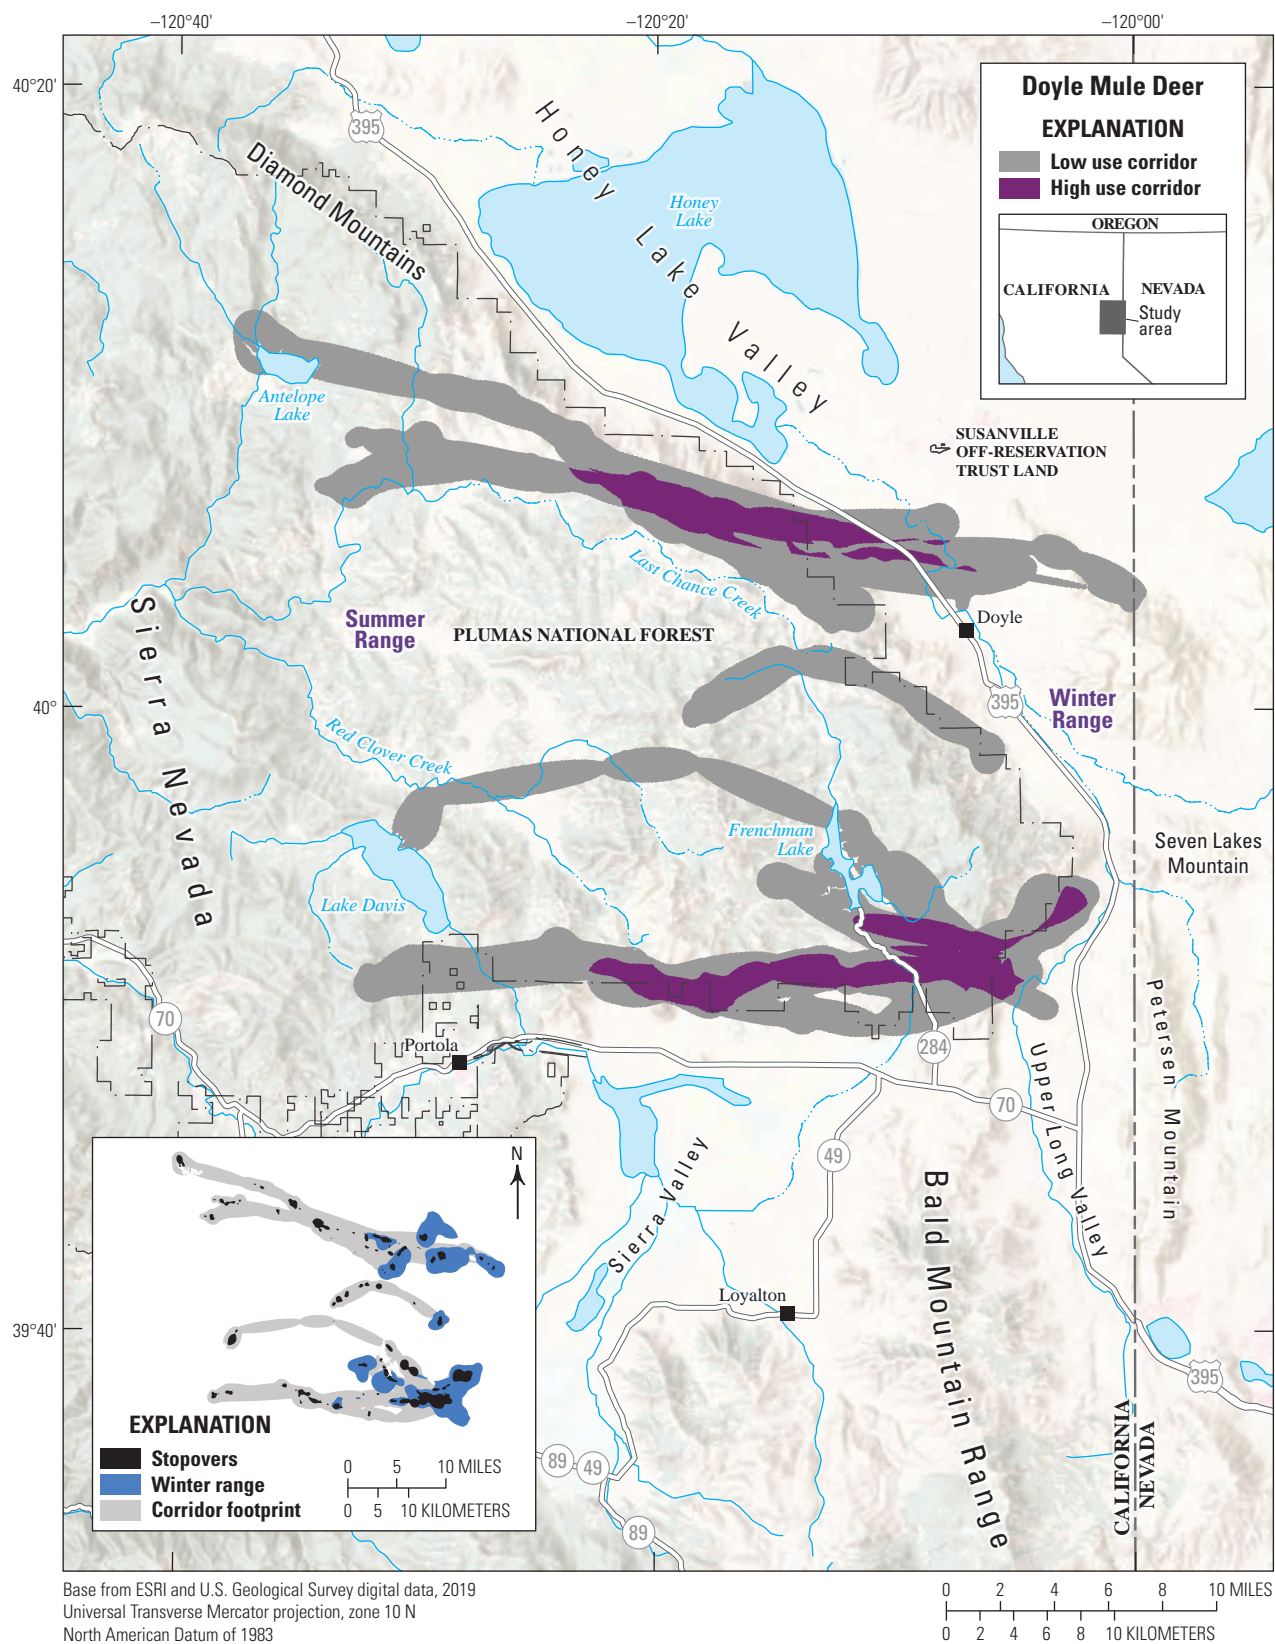 –120°40'
–120°20'
–120°00'
40°20'
40°
39°40'
Doyle Mule Deer
EXPLANATION
Low use corridor
High use corridor
OREGON
CALIFORNIA
NEVADA
Study
area
395
Diamond Mountains
Honey Lake Valley
Honey
Lake
Antelope
Lake
SUSANVILLE
OFF-RESERVATION
TRUST LAND
Last Chance Creek
Sierra Nevada
Summer
Range
PLUMAS NATIONAL FOREST
Doyle
395
Winter
Range
Red Clover Creek
Frenchman
Lake
Seven Lakes
Mountain
Lake Davis
Petersen Mountain
70
Portola
284
Upper Long Valley
70
49
Sierra Valley
Bald Mountain Range
Loyalton
395
CALIFORNIA
NEVADA
89
49
89
N
EXPLANATION
Stopovers
Winter range
Corridor footprint
0 5 10 MILES
0 5 10 KILOMETERS
Base from ESRI and U.S. Geological Survey digital data, 2019
Universal Transverse Mercator projection, zone 10 N
North American Datum of 1983
0 2 4 6 8 10 MILES
0 2 4 6 8 10 KILOMETERS